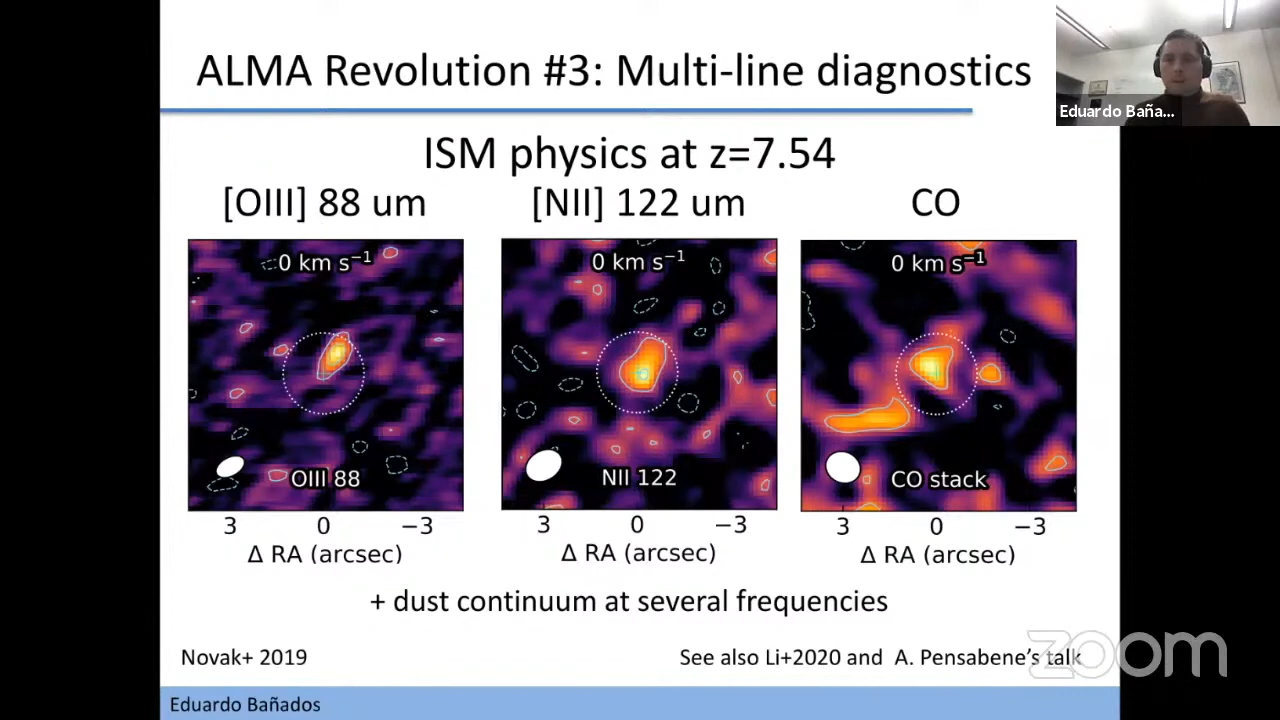 ALMA Revolution #3: Multi-line diagnostics
Eduardo Baña...
ISM physics at z=7.54
[OIII] 88 um
[NII] 122 um
CO
0 km s⁻¹
0 km s⁻¹
0 km s⁻¹
OIII 88
NII 122
CO stack
3 0 −3
3 0 −3
3 0 −3
Δ RA (arcsec)
Δ RA (arcsec)
Δ RA (arcsec)
+ dust continuum at several frequencies
Novak+ 2019
See also Li+2020 and A. Pensabene's talk
zoom
Eduardo Bañados